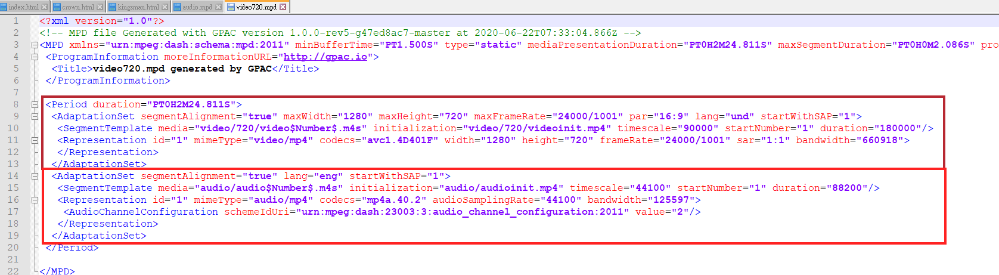 index.html crown.html kingsman.html audio.mpd video720.mpd
1 <?xml version="1.0"?>
2 <!-- MPD file Generated with GPAC version 1.0.0-rev5-g47ed8ac7-master at 2020-06-22T07:33:04.866Z -->
3 <MPD xmlns="urn:mpeg:dash:schema:mpd:2011" minBufferTime="PT1.500S" type="static" mediaPresentationDuration="PT0H2M24.811S" maxSegmentDuration="PT0H0M2.086S" pro
4 <ProgramInformation moreInformationURL="http://gpac.io">
5 <Title>video720.mpd generated by GPAC</Title>
6 </ProgramInformation>
7
8 <Period duration="PT0H2M24.811S">
9 <AdaptationSet segmentAlignment="true" maxWidth="1280" maxHeight="720" maxFrameRate="24000/1001" par="16:9" lang="und" startWithSAP="1">
10 <SegmentTemplate media="video/720/video$Number$.m4s" initialization="video/720/videoinit.mp4" timescale="90000" startNumber="1" duration="180000"/>
11 <Representation id="1" mimeType="video/mp4" codecs="avc1.4D401F" width="1280" height="720" frameRate="24000/1001" sar="1:1" bandwidth="660918">
12 </Representation>
13 </AdaptationSet>
14 <AdaptationSet segmentAlignment="true" lang="eng" startWithSAP="1">
15 <SegmentTemplate media="audio/audio$Number$.m4s" initialization="audio/audioinit.mp4" timescale="44100" startNumber="1" duration="88200"/>
16 <Representation id="1" mimeType="audio/mp4" codecs="mp4a.40.2" audioSamplingRate="44100" bandwidth="125597">
17 <AudioChannelConfiguration schemeIdUri="urn:mpeg:dash:23003:3:audio_channel_configuration:2011" value="2"/>
18 </Representation>
19 </AdaptationSet>
20 </Period>
21
22 </MPD>